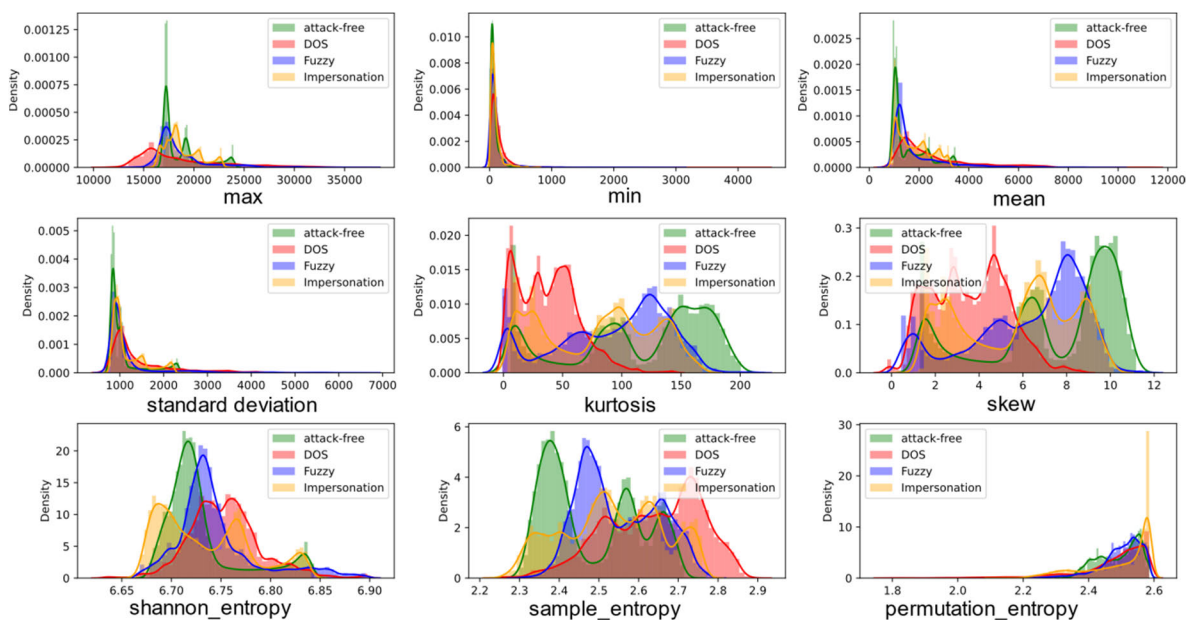 0.00125
0.00100
0.00075
0.00050
0.00025
0.00000
Density
attack-free
DOS
Fuzzy
Impersonation
10000 15000 20000 25000 30000 35000
max
0.010
0.008
0.006
0.004
0.002
0.000
Density
attack-free
DOS
Fuzzy
Impersonation
0 1000 2000 3000 4000
min
0.0025
0.0020
0.0015
0.0010
0.0005
0.0000
Density
attack-free
DOS
Fuzzy
Impersonation
0 2000 4000 6000 8000 10000 12000
mean
0.005
0.004
0.003
0.002
0.001
0.000
Density
attack-free
DOS
Fuzzy
Impersonation
1000 2000 3000 4000 5000 6000 7000
standard deviation
0.020
0.015
0.010
0.005
0.000
Density
attack-free
DOS
Fuzzy
Impersonation
0 50 100 150 200
kurtosis
0.3
0.2
0.1
0.0
Density
attack-free
DOS
Fuzzy
Impersonation
0 2 4 6 8 10 12
skew
20
15
10
5
0
Density
attack-free
DOS
Fuzzy
Impersonation
6.65 6.70 6.75 6.80 6.85 6.90
shannon_entropy
6
4
2
0
Density
attack-free
DOS
Fuzzy
Impersonation
2.2 2.3 2.4 2.5 2.6 2.7 2.8 2.9
sample_entropy
30
20
10
0
Density
attack-free
DOS
Fuzzy
Impersonation
1.8 2.0 2.2 2.4 2.6
permutation_entropy